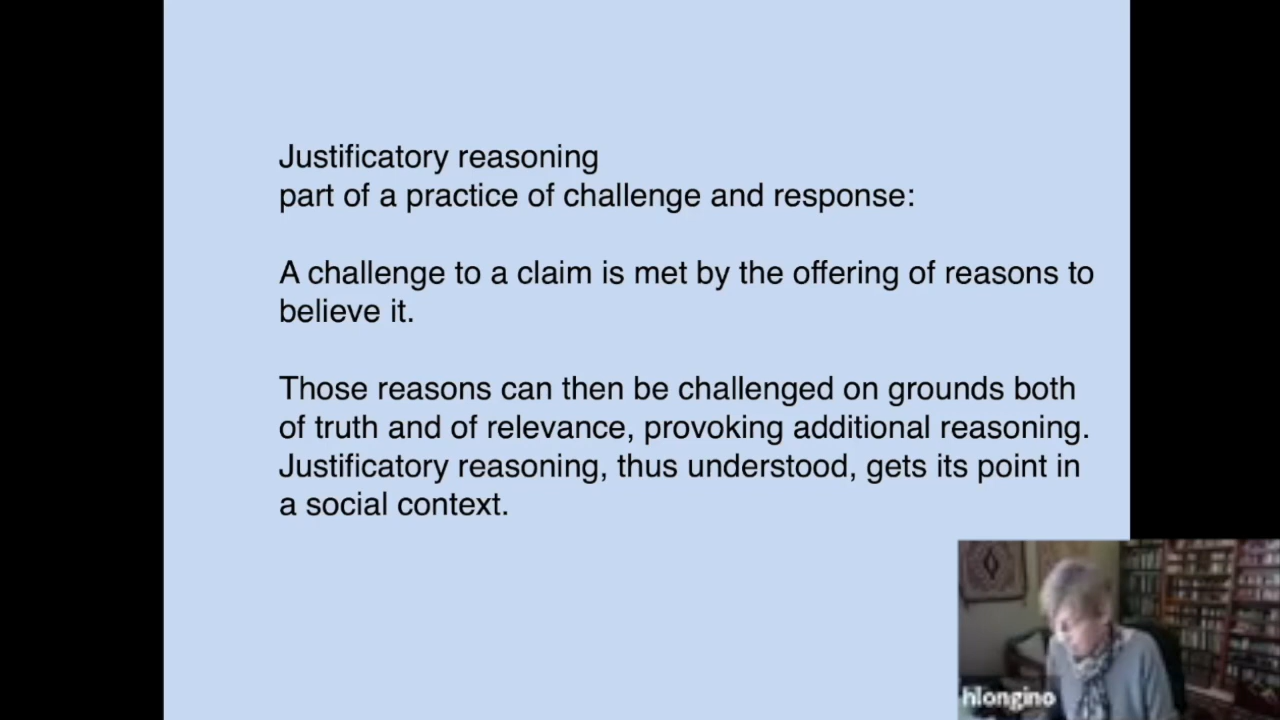 Justificatory reasoning
part of a practice of challenge and response:
A challenge to a claim is met by the offering of reasons to
believe it.
Those reasons can then be challenged on grounds both
of truth and of relevance, provoking additional reasoning.
Justificatory reasoning, thus understood, gets its point in
a social context.
hlongino